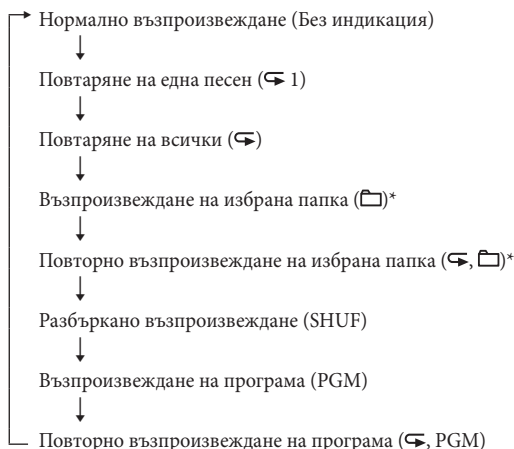 Нормално възпроизвеждане (Без индикация)
Повтаряне на една песен (⮔ 1)
Повтаряне на всички (⮔)
Възпроизвеждане на избрана папка (🗀)*
Повторно възпроизвеждане на избрана папка (⮔, 🗀)*
Разбъркано възпроизвеждане (SHUF)
Възпроизвеждане на програма (PGM)
Повторно възпроизвеждане на програма (⮔, PGM)